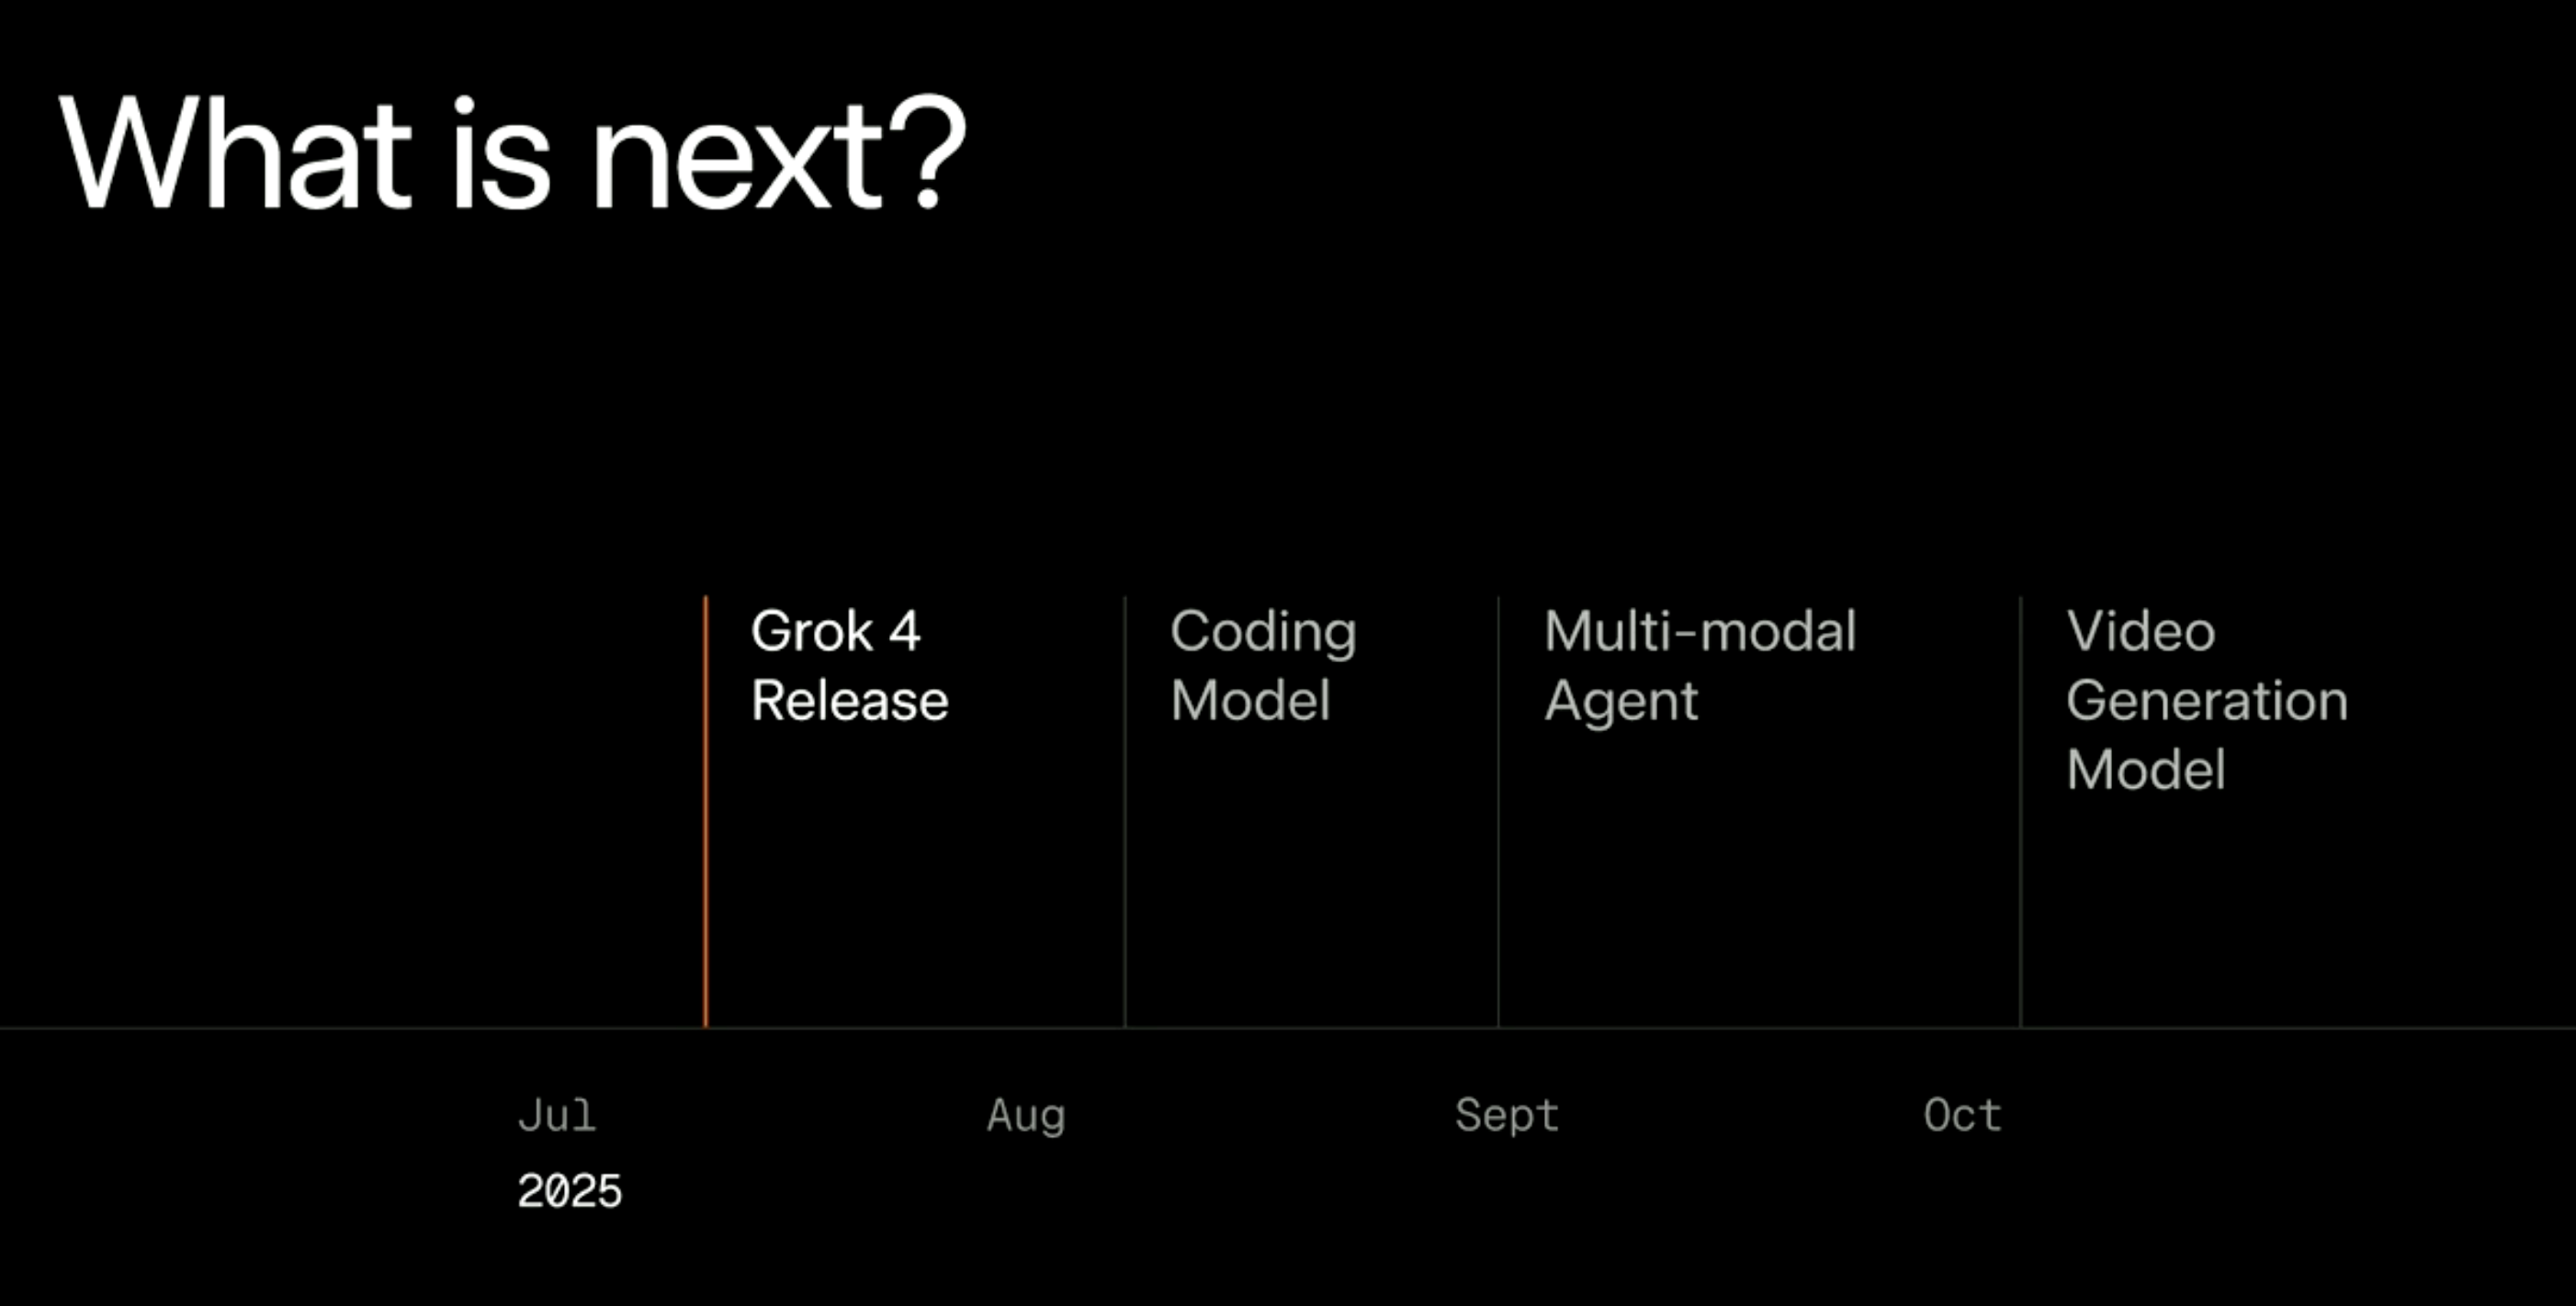 What is next?
Grok 4
Release
Coding
Model
Multi-modal
Agent
Video
Generation
Model
Jul
2025
Aug
Sept
Oct